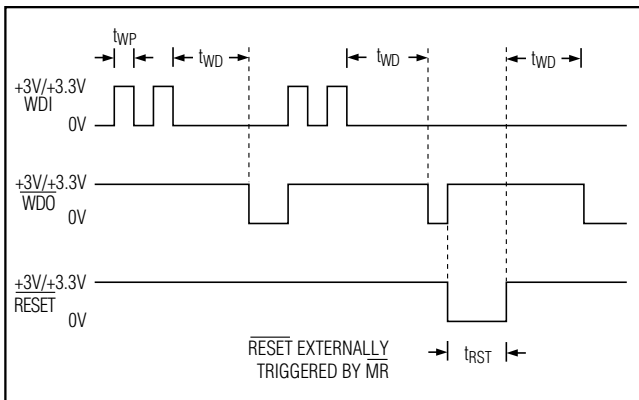 tWP
tWD
tWD
tWD
+3V/+3.3V
WDI
0V
+3V/+3.3V
WDO
0V
+3V/+3.3V
RESET
0V
RESET EXTERNALLY
TRIGGERED BY MR
tRST